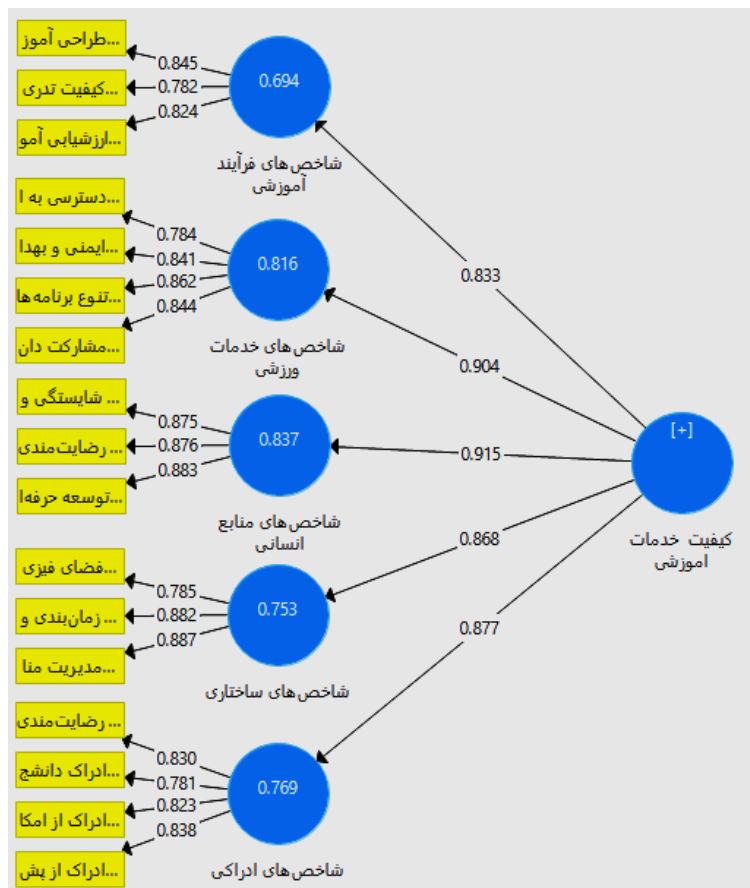 طراحی آموز...
کیفیت تدری...
ارزشیابی آمو...
0.845
0.782
0.824
0.694
شاخص‌های فرآیند
آموزشی
دسترسی به ا...
ایمنی و بهدا...
تنوع برنامه‌ها...
مشارکت دان...
0.784
0.841
0.862
0.844
0.816
شاخص‌های خدمات
ورزشی
شایستگی و ...
رضایت‌مندی ...
توسعه حرفه‌ا...
0.875
0.876
0.883
0.837
شاخص‌های منابع
انسانی
فضای فیزی...
زمان‌بندی و ...
مدیریت منا...
0.785
0.882
0.887
0.753
شاخص‌های ساختاری
رضایت‌مندی ...
ادراک دانشج...
ادراک از امکا...
ادراک از پش...
0.830
0.781
0.823
0.838
0.769
شاخص‌های ادراکی
0.833
0.904
0.915
0.868
0.877
[+]
کیفیت خدمات
اموزشی